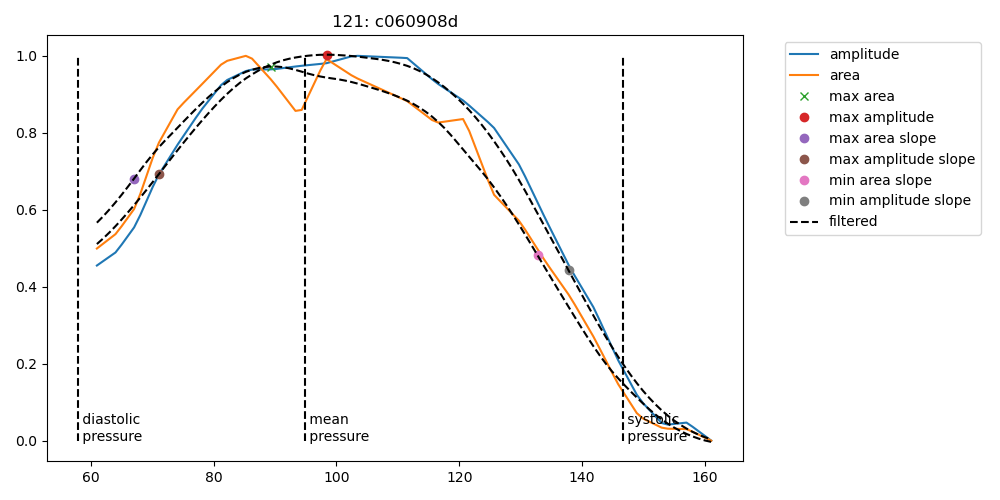 121: c060908d
1.0
0.8
0.6
0.4
0.2
0.0
60
80
100
120
140
160
diastolic
pressure
mean
pressure
systolic
pressure
amplitude
area
max area
max amplitude
max area slope
max amplitude slope
min area slope
min amplitude slope
filtered